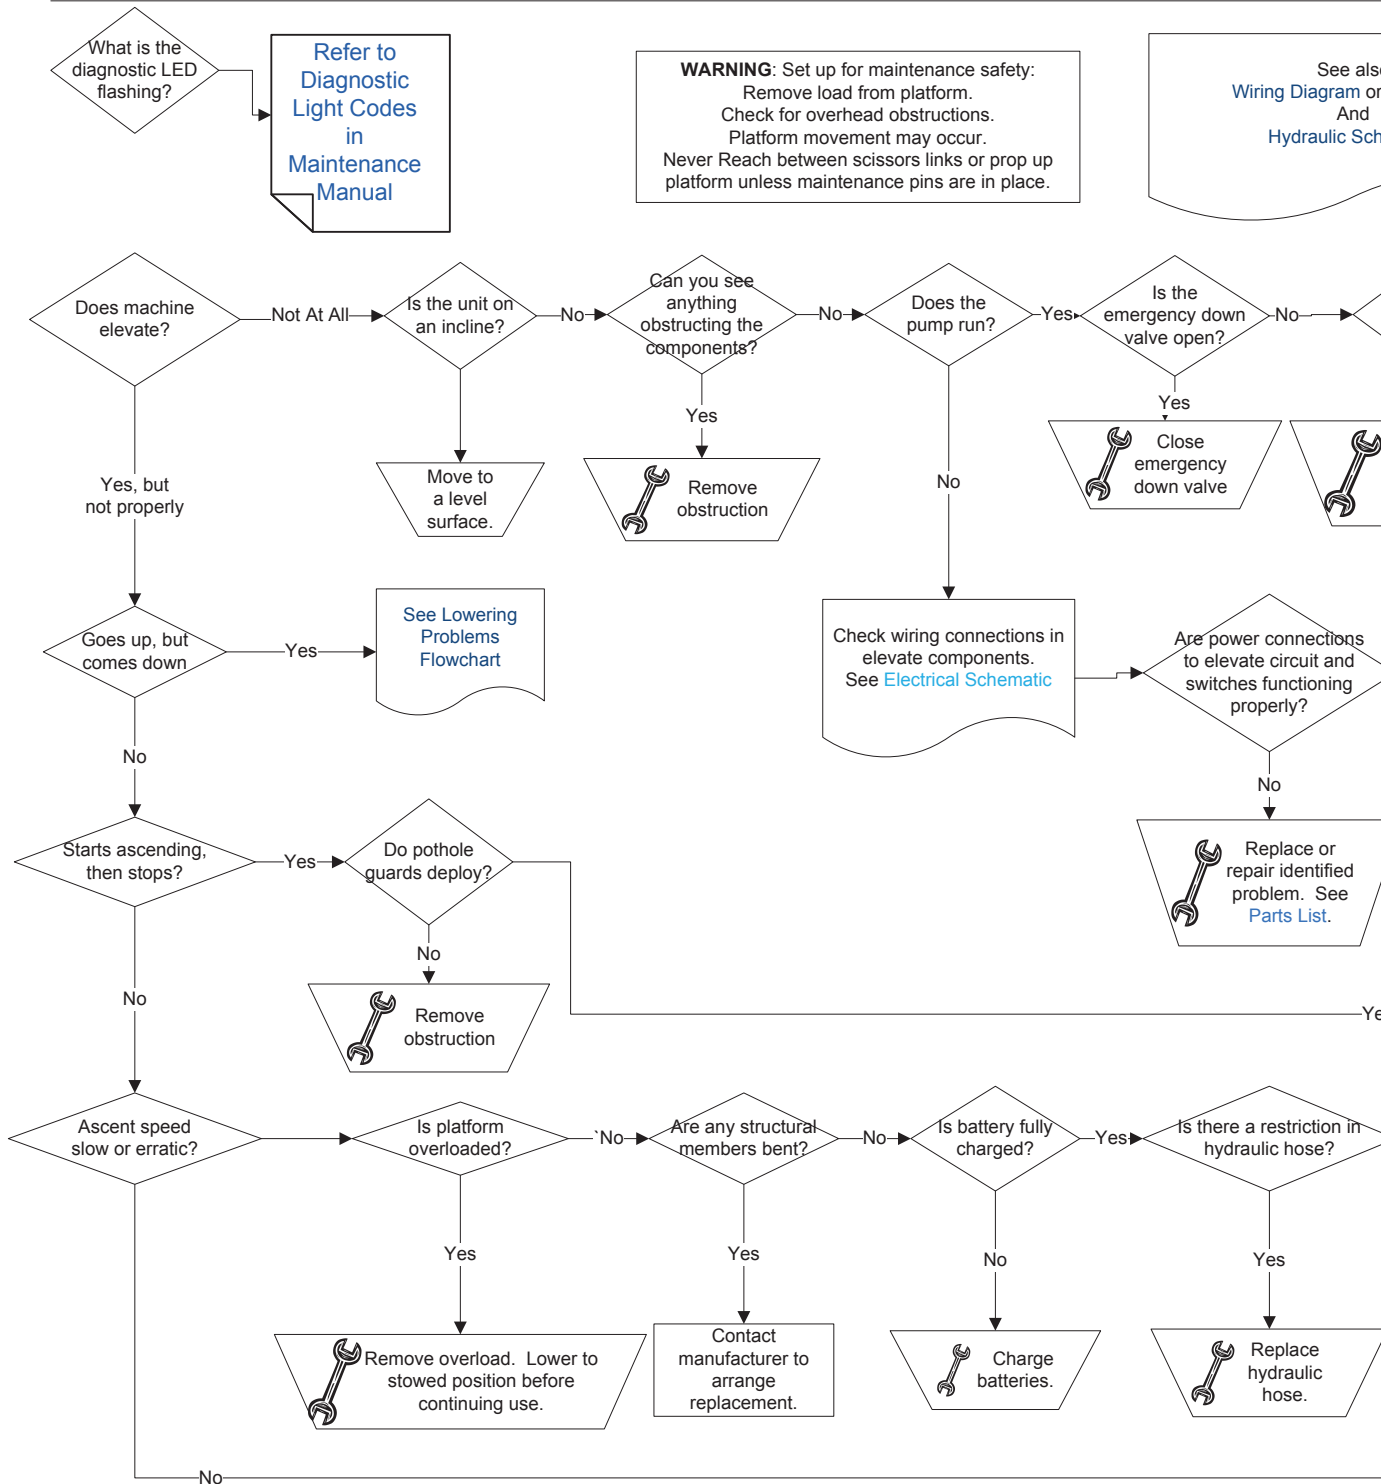 What is the
diagnostic LED
flashing?
Refer to
Diagnostic
Light Codes
in
Maintenance
Manual
WARNING: Set up for maintenance safety:
Remove load from platform.
Check for overhead obstructions.
Platform movement may occur.
Never Reach between scissors links or prop up
platform unless maintenance pins are in place.
See also
Wiring Diagram or
And
Hydraulic Sch
Does machine
elevate?
Not At All
Is the unit on
an incline?
No
Can you see
anything
obstructing the
components?
No
Does the
pump run?
Yes
Is the
emergency down
valve open?
No
Yes, but
not properly
Move to
a level
surface.
Yes
Remove
obstruction
No
Yes
Close
emergency
down valve
Goes up, but
comes down
Yes
See Lowering
Problems
Flowchart
Check wiring connections in
elevate components.
See Electrical Schematic
Are power connections
to elevate circuit and
switches functioning
properly?
No
No
Starts ascending,
then stops?
Yes
Do pothole
guards deploy?
Replace or
repair identified
problem. See
Parts List.
No
No
Remove
obstruction
Ye
Ascent speed
slow or erratic?
Is platform
overloaded?
`No
Are any structural
members bent?
No
Is battery fully
charged?
Yes
Is there a restriction in
hydraulic hose?
Yes
Yes
No
Yes
Remove overload. Lower to
stowed position before
continuing use.
Contact
manufacturer to
arrange
replacement.
Charge
batteries.
Replace
hydraulic
hose.
No